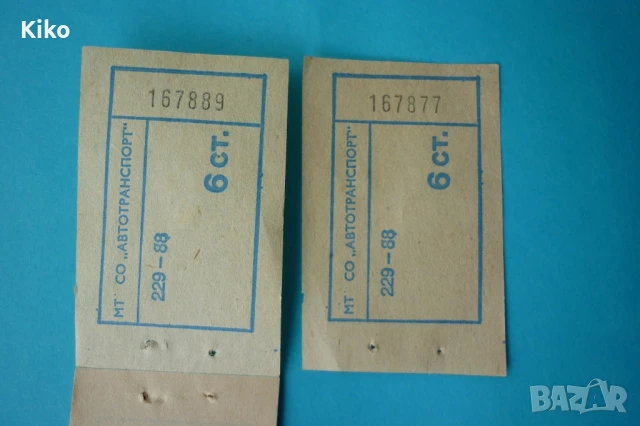 Kiko
167889
МТ СО „АВТОТРАНСПОРТ“
229 – 88
6 СТ.
167877
МТ СО „АВТОТРАНСПОРТ“
229 – 88
6 СТ.
BAZAR